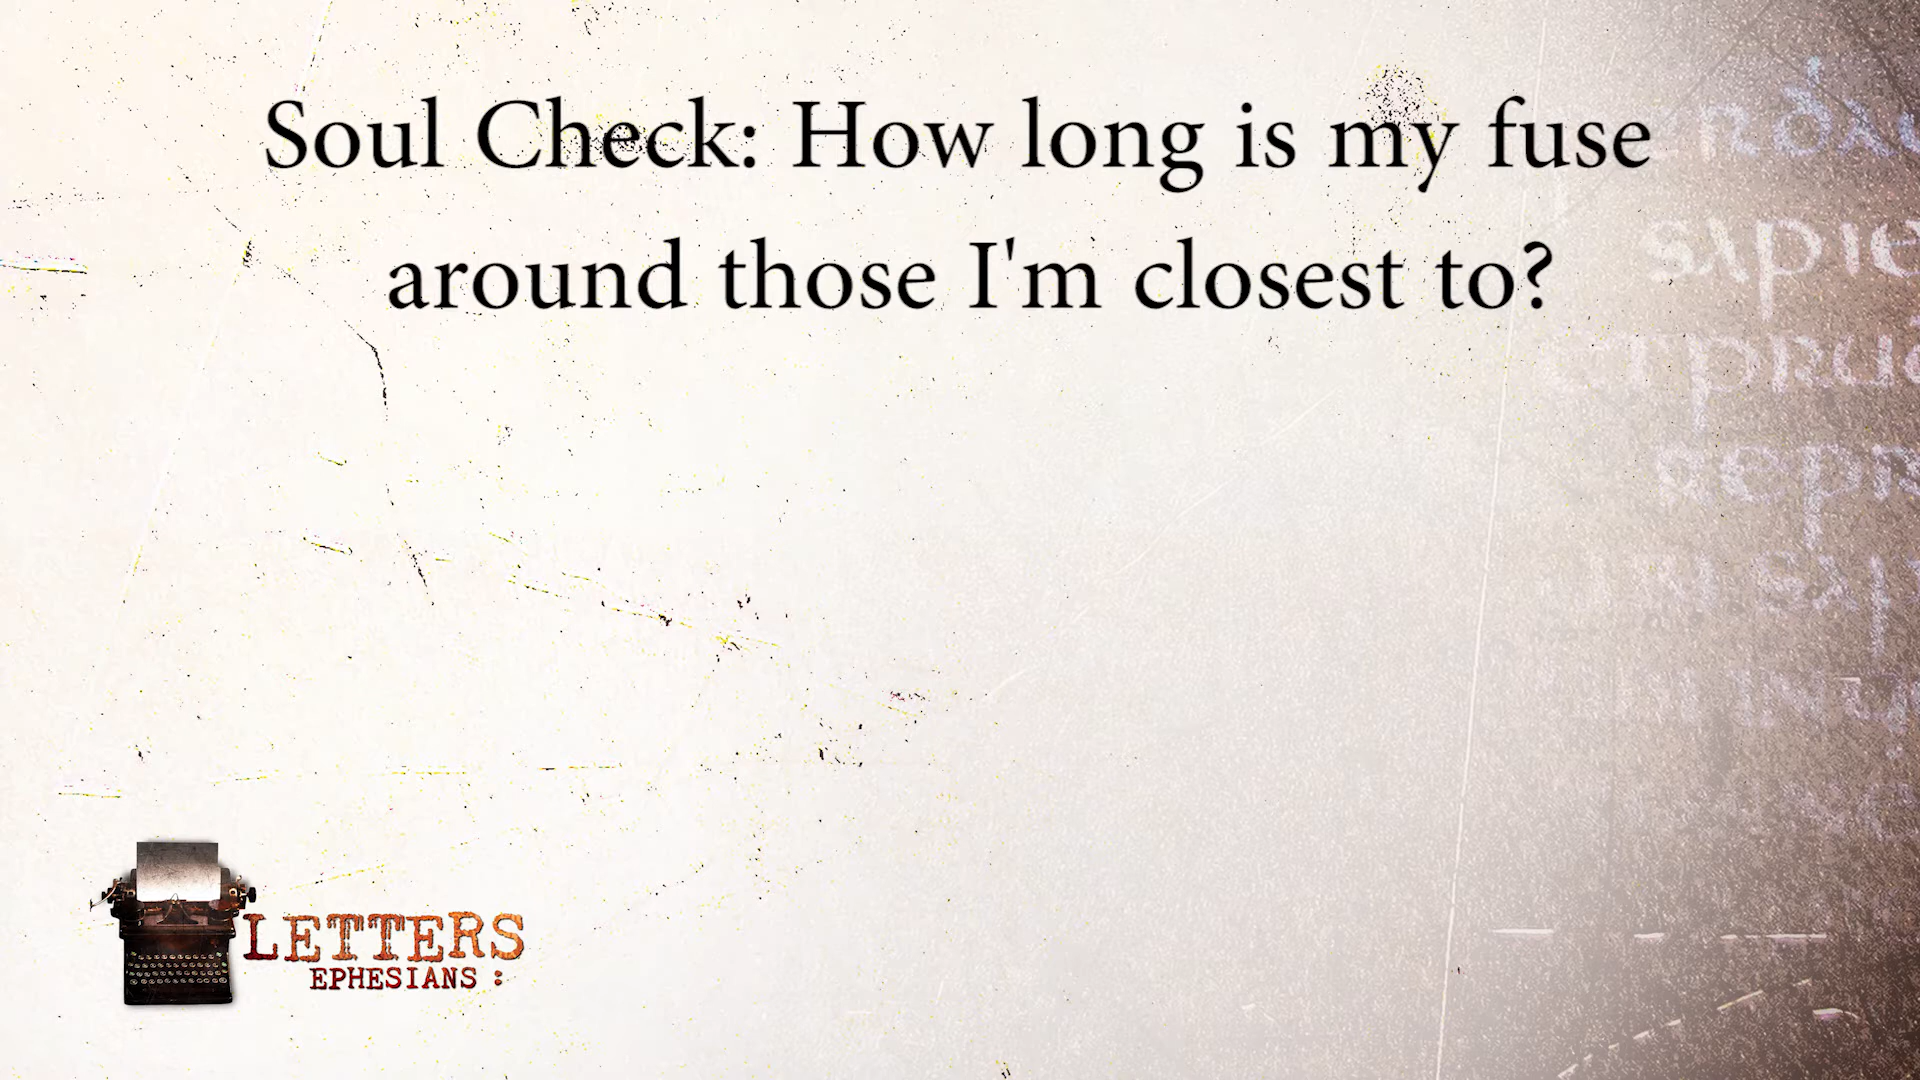 Soul Check: How long is my fuse
around those I'm closest to?
LETTERS
EPHESIANS :